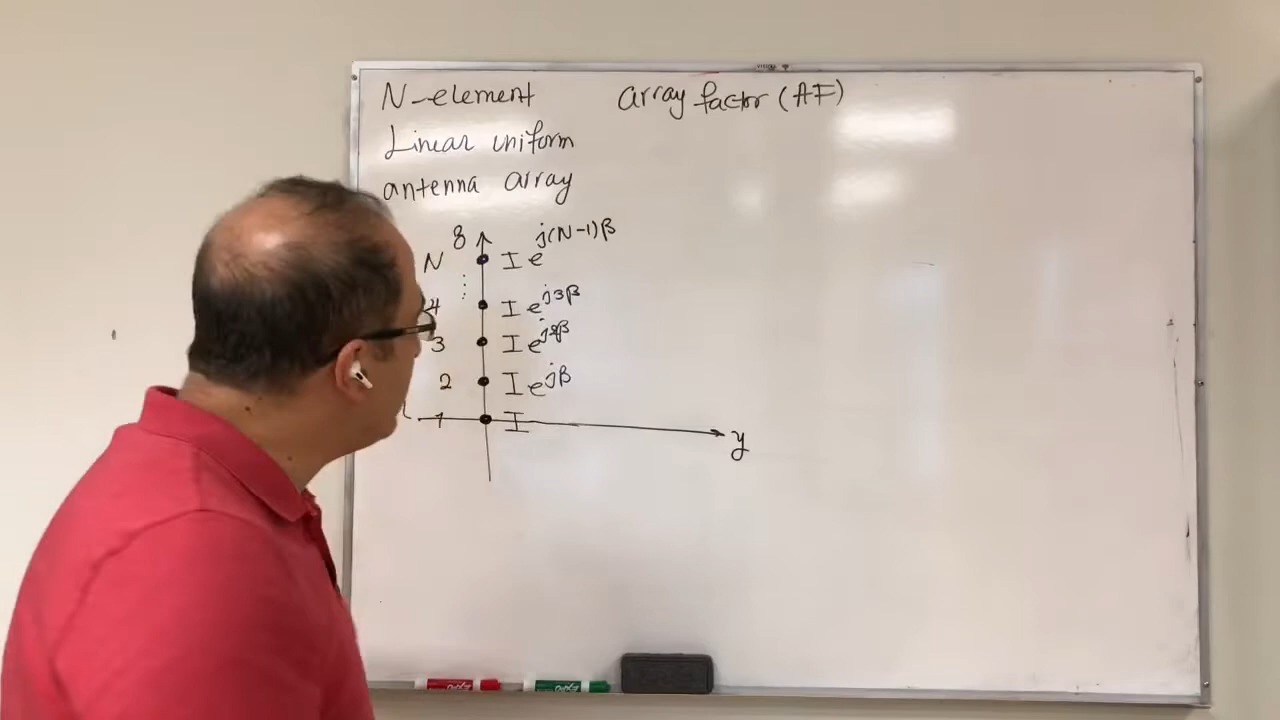 N-element
Linear uniform
antenna array
array factor (AF)
z
N I e^{j(N-1)β}
⋮
4 I e^{j3β}
3 I e^{j2β}
2 I e^{jβ}
1 I
y